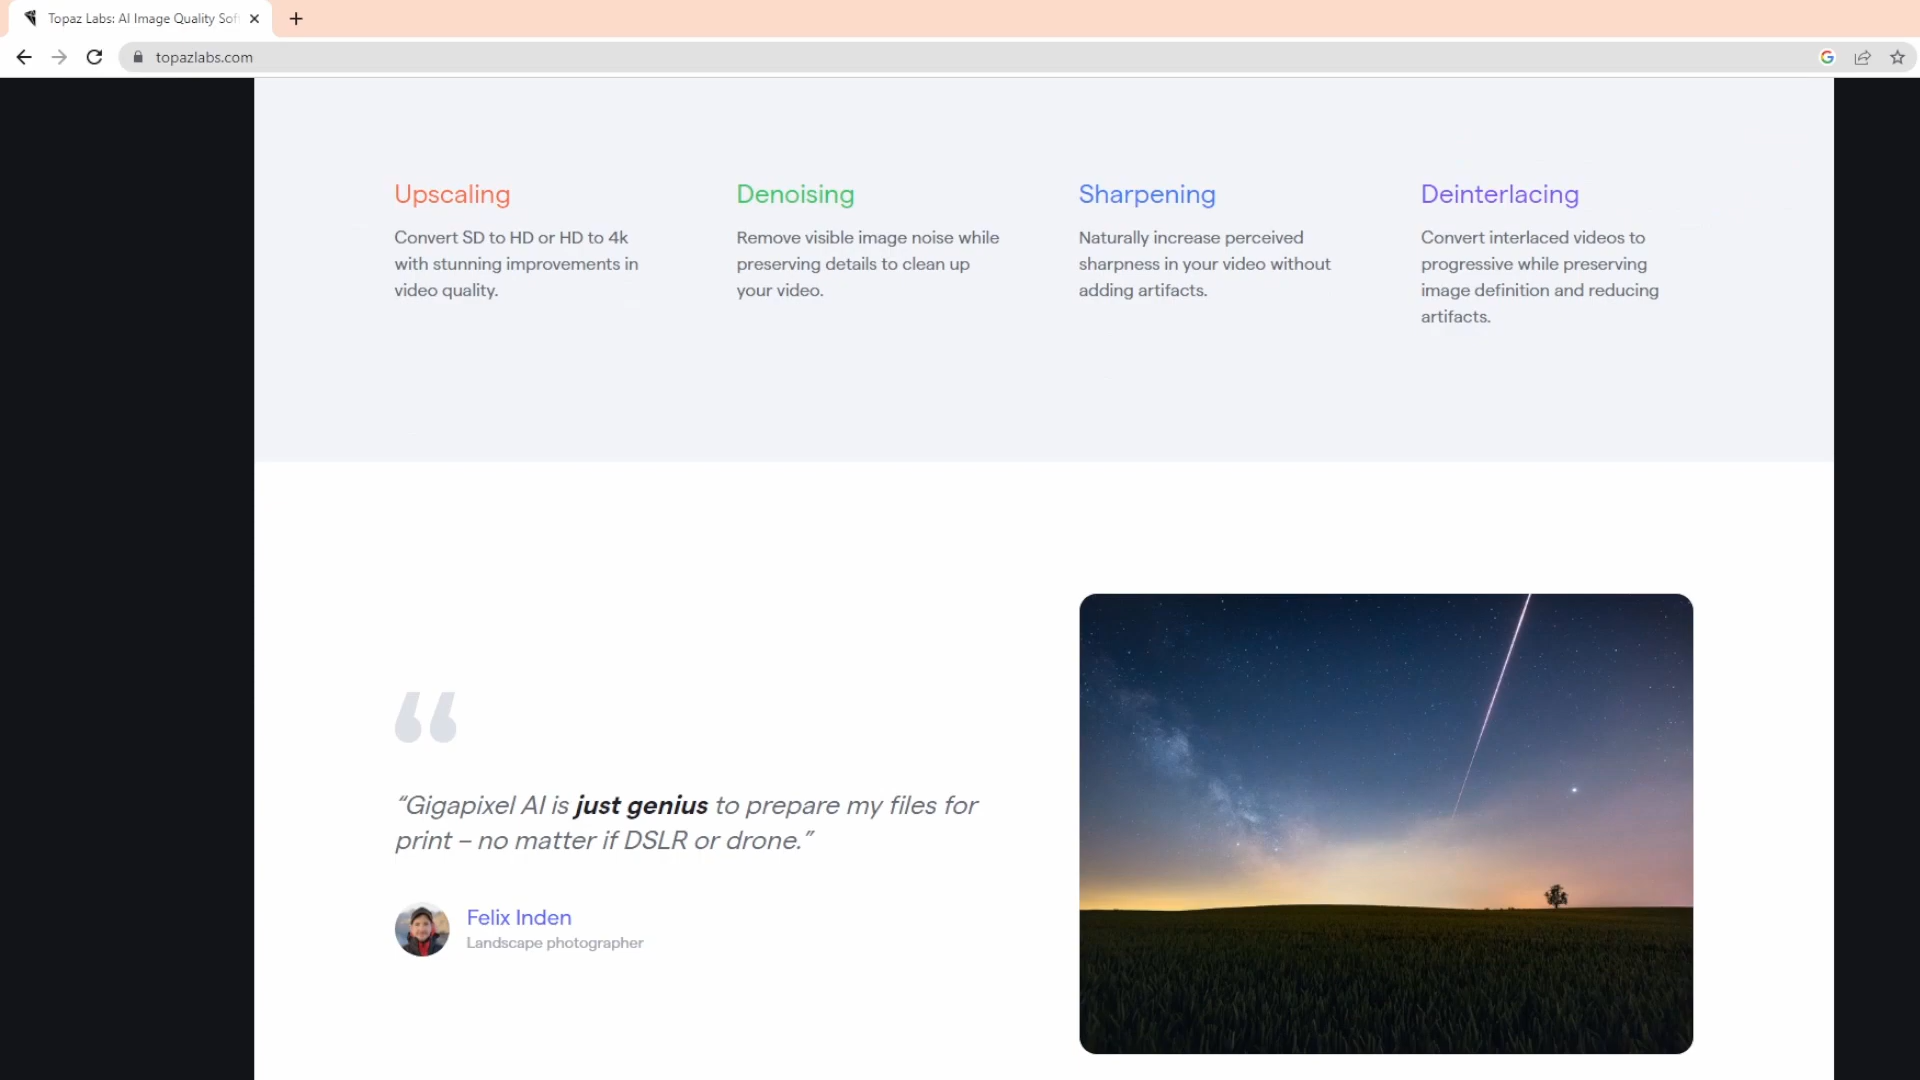 Topaz Labs: AI Image Quality Sof
topazlabs.com
Upscaling
Convert SD to HD or HD to 4k
with stunning improvements in
video quality.
Denoising
Remove visible image noise while
preserving details to clean up
your video.
Sharpening
Naturally increase perceived
sharpness in your video without
adding artifacts.
Deinterlacing
Convert interlaced videos to
progressive while preserving
image definition and reducing
artifacts.
“Gigapixel AI is just genius to prepare my files for
print – no matter if DSLR or drone.”
Felix Inden
Landscape photographer